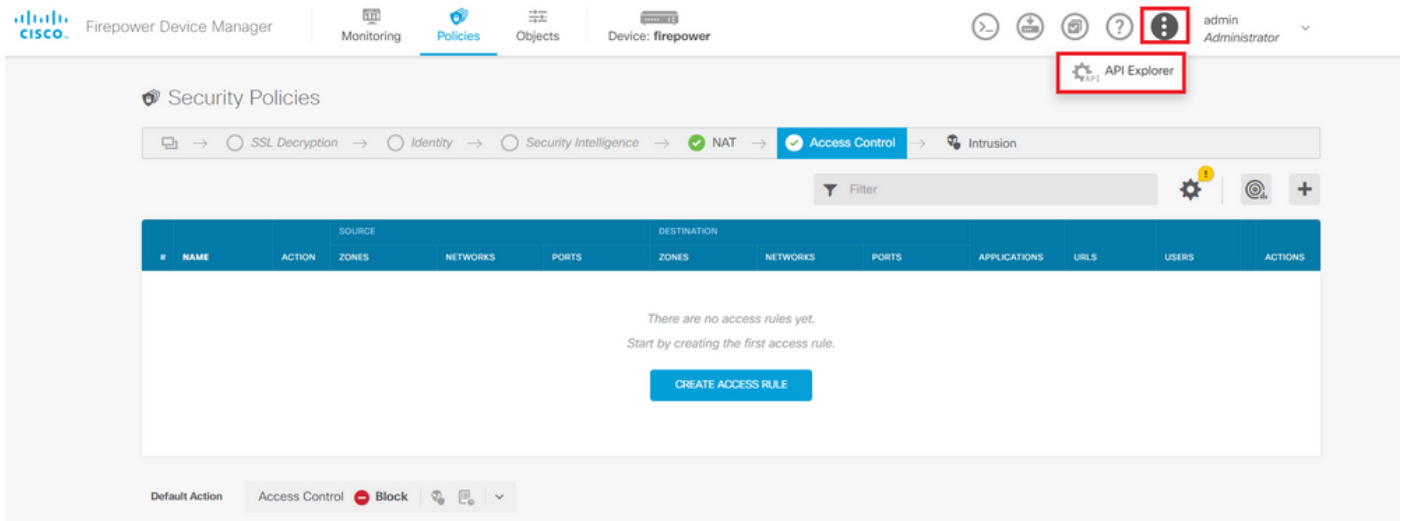 CISCO
Firepower Device Manager
Monitoring
Policies
Objects
Device: firepower
admin
Administrator
API API Explorer
Security Policies
SSL Decryption → Identity → Security Intelligence → NAT → Access Control → Intrusion
Filter
SOURCE DESTINATION
# NAME ACTION ZONES NETWORKS PORTS ZONES NETWORKS PORTS APPLICATIONS URLS USERS ACTIONS
There are no access rules yet.
Start by creating the first access rule.
CREATE ACCESS RULE
Default Action Access Control Block